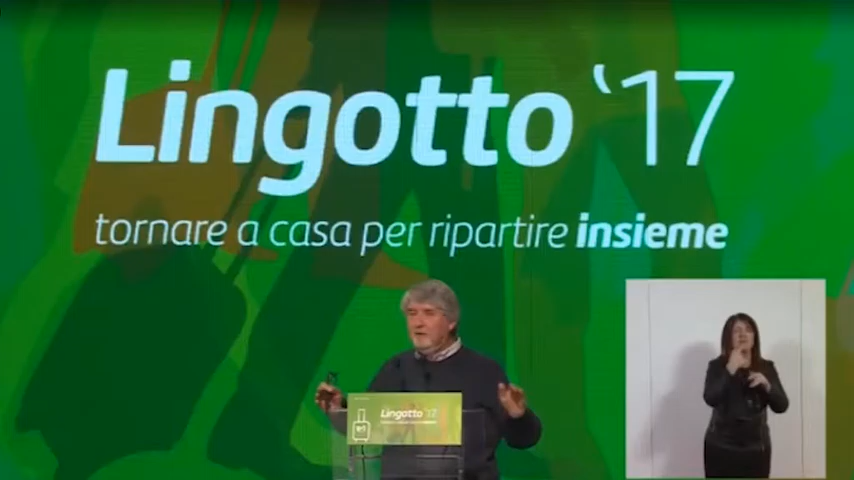 Lingotto ‘17
tornare a casa per ripartire insieme
Lingotto '17